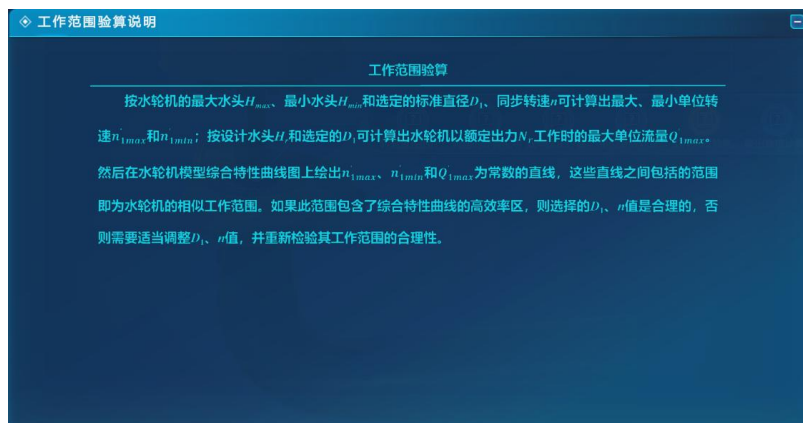 工作范围验算说明
工作范围验算
按水轮机的最大水头Hmax、最小水头Hmin和选定的标准直径D₁、同步转速n可计算出最大、最小单位转
速n'1max和n'1min；按设计水头Hr和选定的D₁可计算出水轮机以额定出力Nr工作时的最大单位流量Q'1max。
然后在水轮机模型综合特性曲线图上绘出n'1max、n'1min和Q'1max为常数的直线，这些直线之间包括的范围
即为水轮机的相似工作范围。如果此范围包含了综合特性曲线的高效率区，则选择的D₁、n值是合理的，否
则需要适当调整D₁、n值，并重新检验其工作范围的合理性。